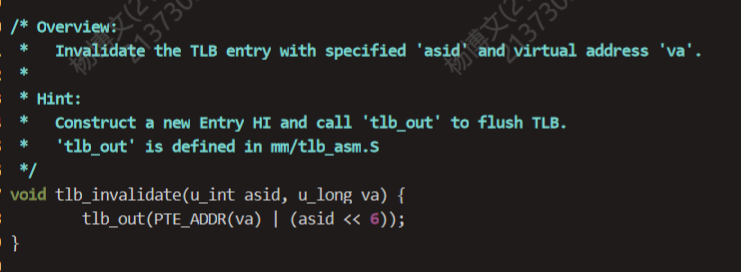 /* Overview:
 *   Invalidate the TLB entry with specified 'asid' and virtual address 'va'.
 *
 * Hint:
 *   Construct a new Entry HI and call 'tlb_out' to flush TLB.
 *   'tlb_out' is defined in mm/tlb_asm.S
 */
void tlb_invalidate(u_int asid, u_long va) {
        tlb_out(PTE_ADDR(va) | (asid << 6));
}